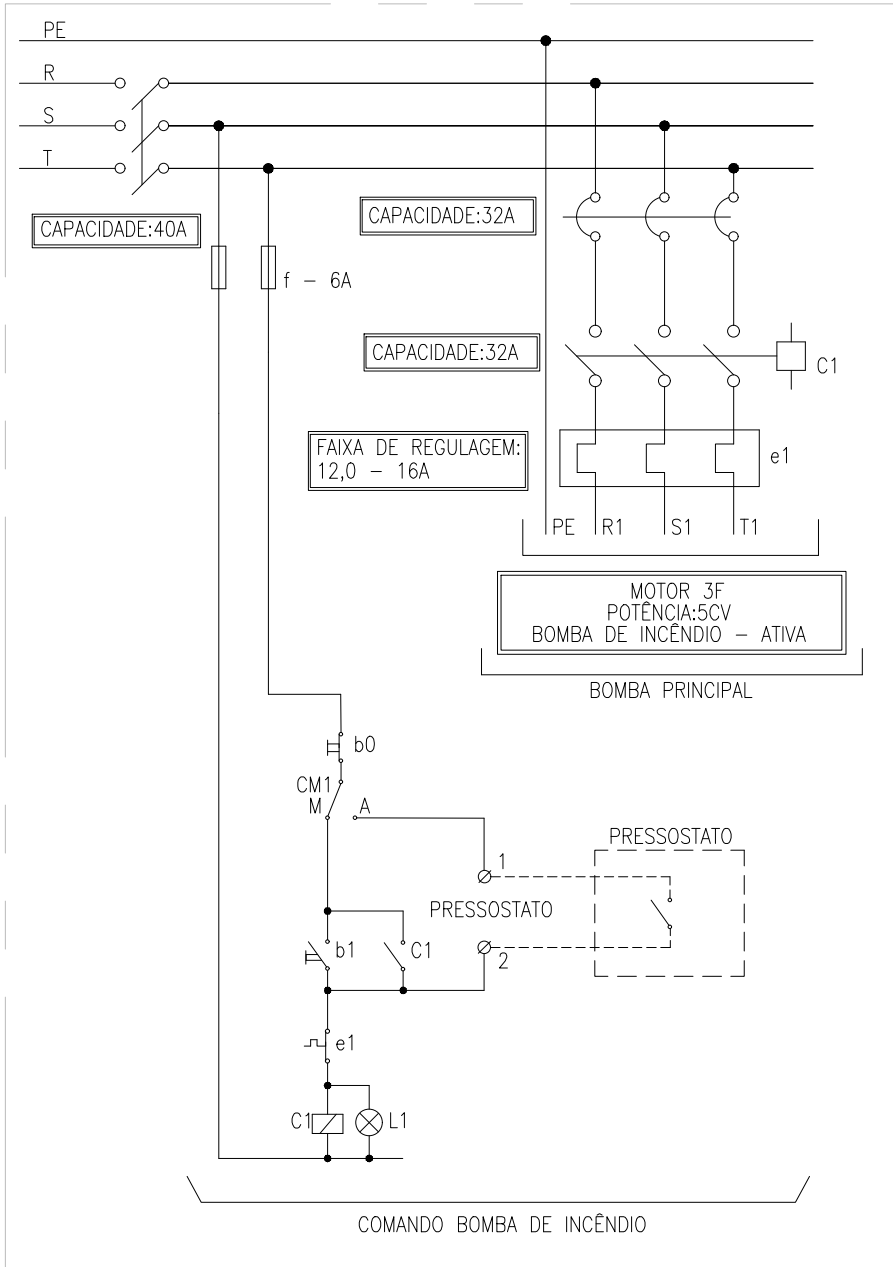 PE
R
S
T
CAPACIDADE:40A
CAPACIDADE:32A
f - 6A
CAPACIDADE:32A
C1
FAIXA DE REGULAGEM:
12,0 - 16A
e1
PE
R1
S1
T1
MOTOR 3F
POTÊNCIA:5CV
BOMBA DE INCÊNDIO - ATIVA
BOMBA PRINCIPAL
b0
CM1
M
A
PRESSOSTATO
1
PRESSOSTATO
b1
C1
2
e1
C1
L1
COMANDO BOMBA DE INCÊNDIO